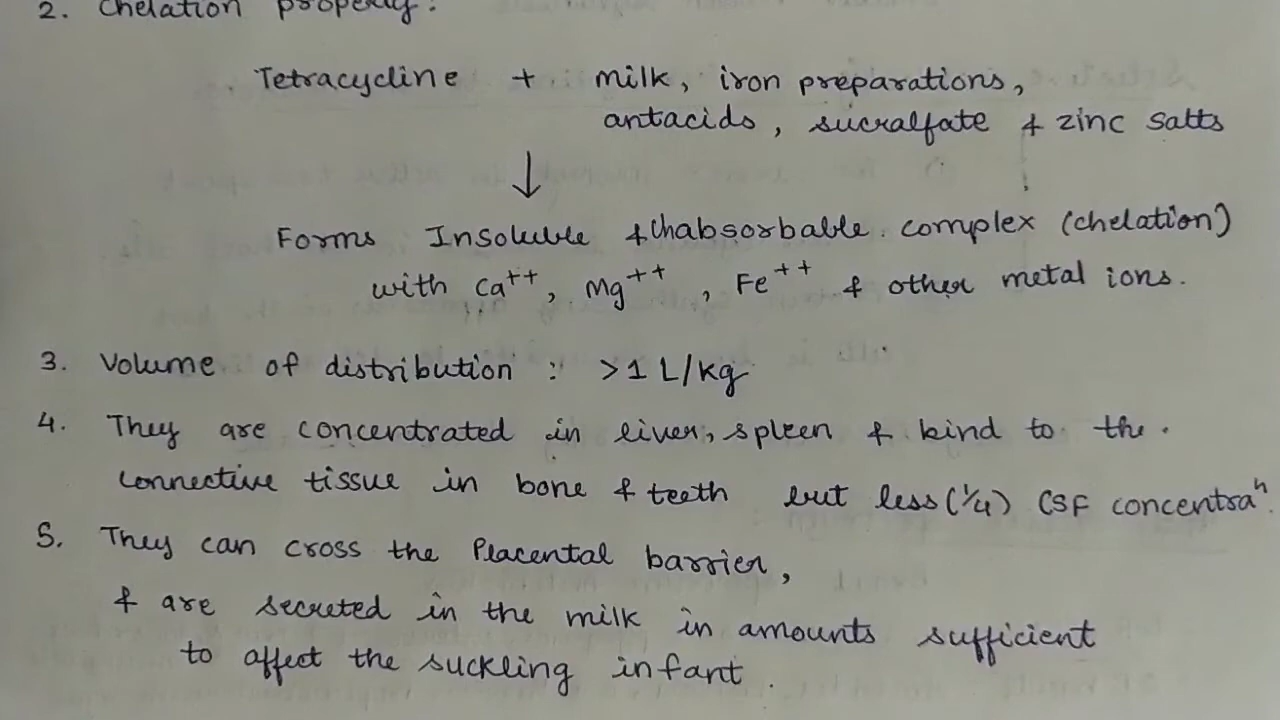 2. Chelation property:
Tetracycline + milk, iron preparations,
antacids, sucralfate & zinc salts
↓
Forms Insoluble & Unabsorbable complex (chelation)
with Ca++, Mg++, Fe++ & other metal ions.
3. Volume of distribution : >1 L/kg
4. They are concentrated in liver, spleen & bind to the
connective tissue in bone & teeth but less (1/4) CSF concentraⁿ.
5. They can cross the Placental barrier,
& are secreted in the milk in amounts sufficient
to affect the suckling infant.